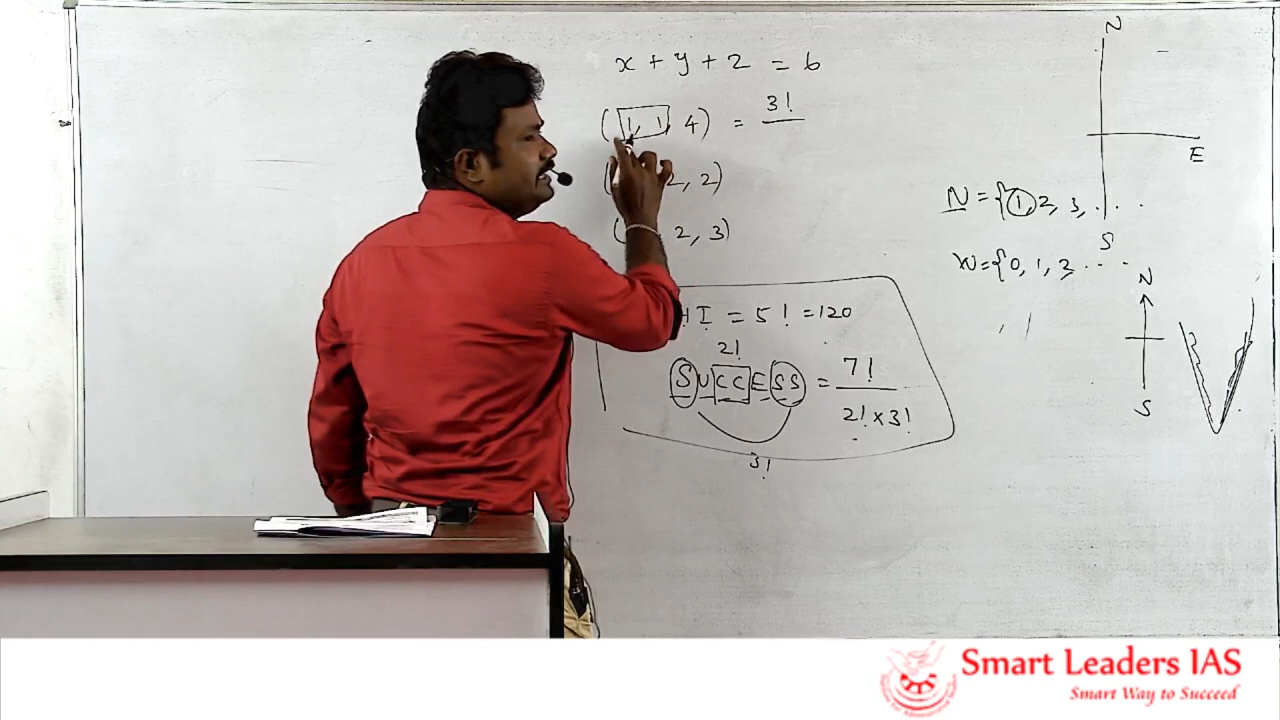 x + y + z = 6
(1, 1, 4) = 3!
2, 2)
2, 3)
H I = 5! = 120
2!
SUCCESS = 7! / 2! × 3!
3!
N
E
S
N = {1, 2, 3, . . .
W = {0, 1, 2, . . .
N
S
Smart Leaders IAS
Smart Way to Succeed